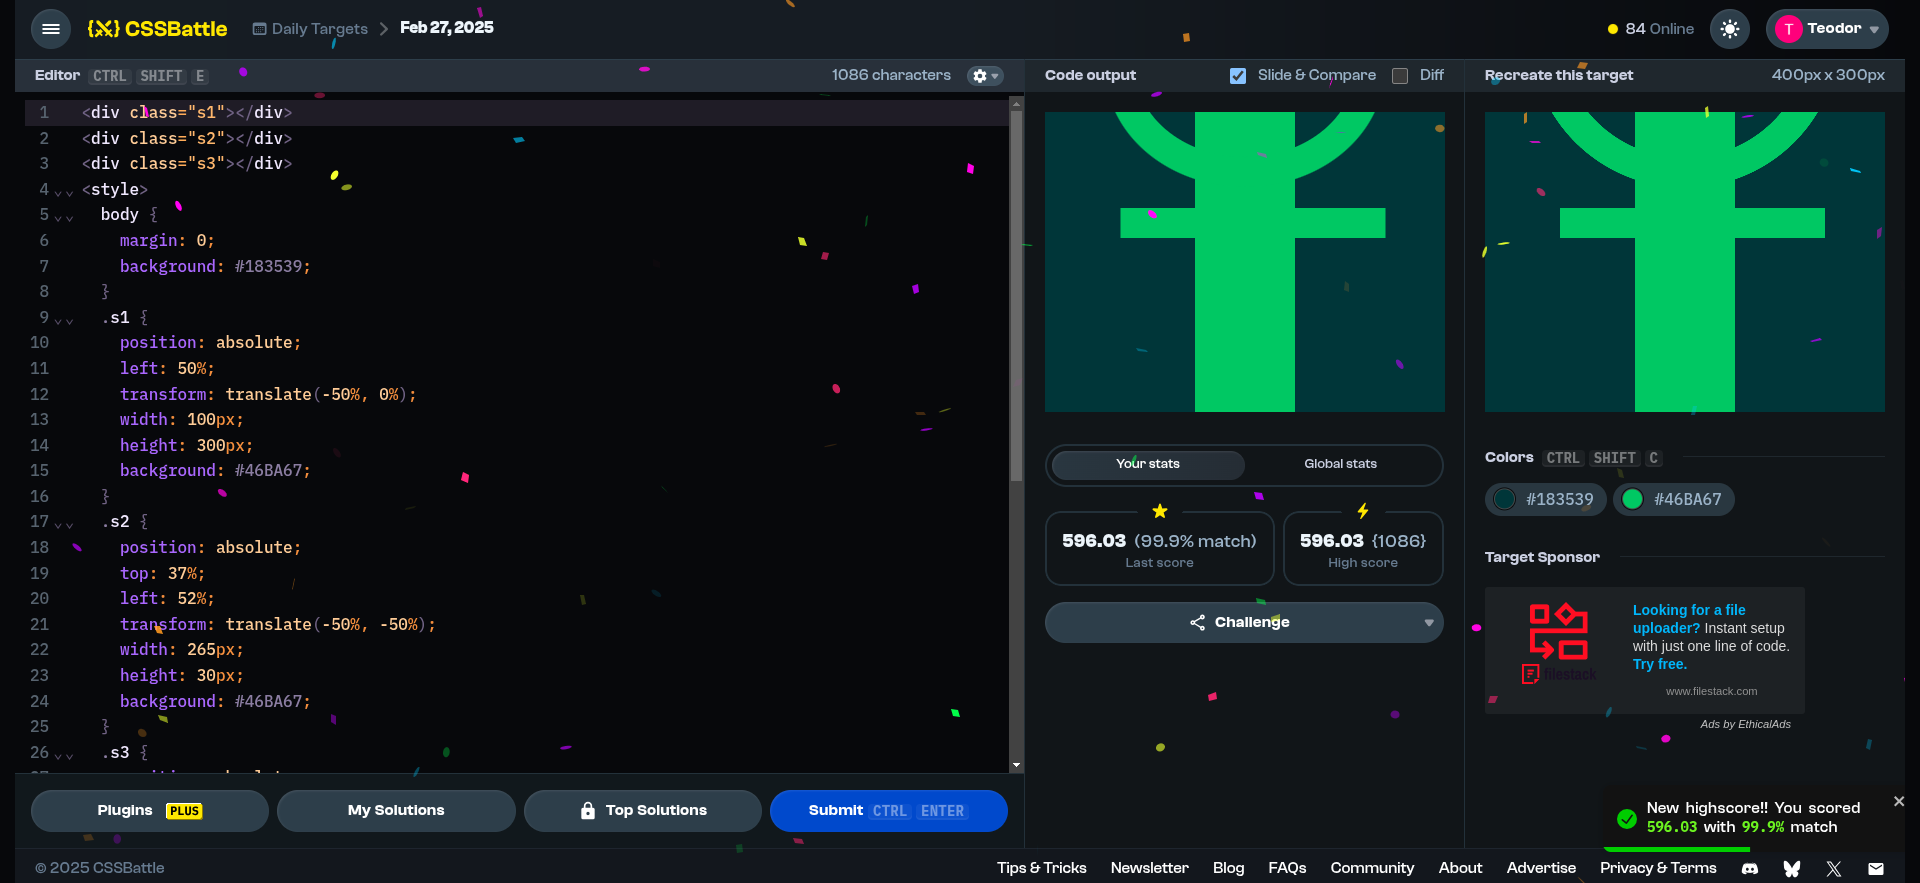 CSSBattle
Daily Targets
Feb 27, 2025
84 Online
T
Teodor
Editor CTRL SHIFT E
1086 characters
Code output
Slide & Compare
Diff
Recreate this target
400px x 300px
1 <div class="s1"></div>
2 <div class="s2"></div>
3 <div class="s3"></div>
4 <style>
5 body {
6 margin: 0;
7 background: #183539;
8 }
9 .s1 {
10 position: absolute;
11 left: 50%;
12 transform: translate(-50%, 0%);
13 width: 100px;
14 height: 300px;
15 background: #46BA67;
16 }
17 .s2 {
18 position: absolute;
19 top: 37%;
20 left: 52%;
21 transform: translate(-50%, -50%);
22 width: 265px;
23 height: 30px;
24 background: #46BA67;
25 }
26 .s3 {
Plugins PLUS
My Solutions
Top Solutions
Submit CTRL ENTER
Your stats
Global stats
596.03 (99.9% match)
Last score
596.03 {1086}
High score
Challenge
Colors CTRL SHIFT C
#183539
#46BA67
Target Sponsor
filestack
Looking for a file
uploader? Instant setup
with just one line of code.
Try free.
www.filestack.com
Ads by EthicalAds
New highscore!! You scored
596.03 with 99.9% match
© 2025 CSSBattle
Tips & Tricks
Newsletter
Blog
FAQs
Community
About
Advertise
Privacy & Terms